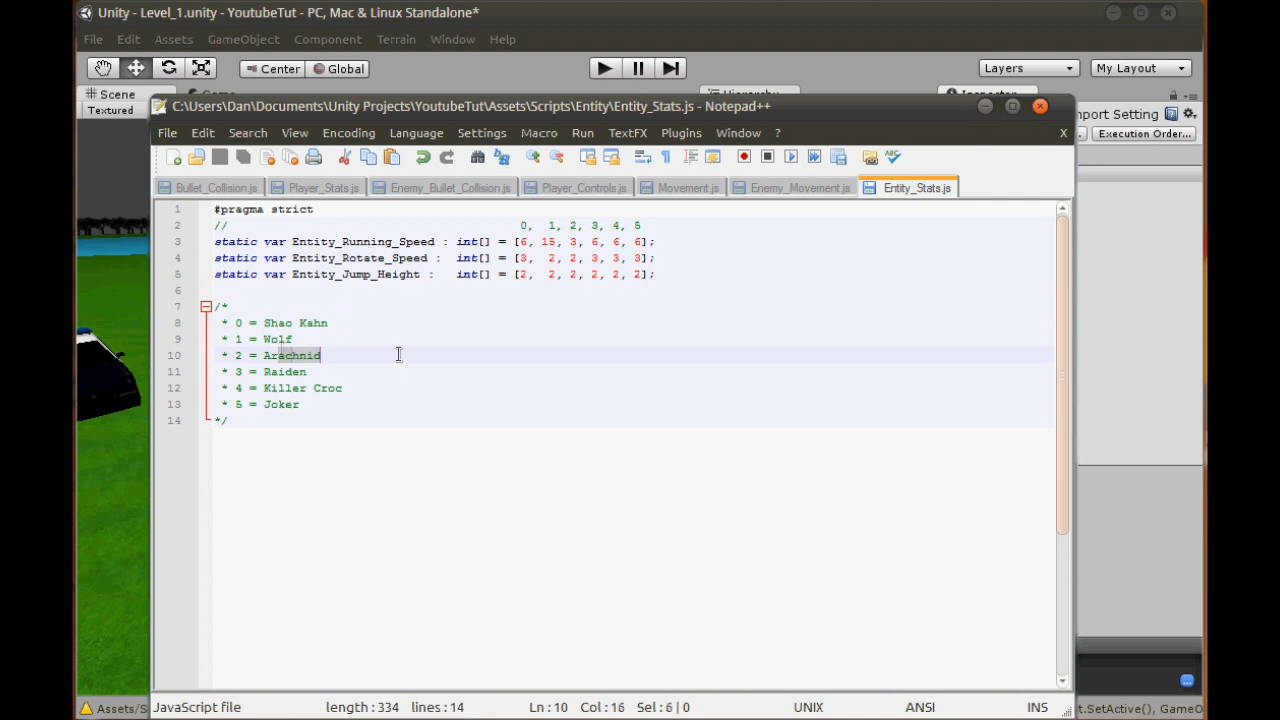 Unity - Level_1.unity - YoutubeTut - PC, Mac & Linux Standalone*
File Edit Assets GameObject Component Terrain Window Help
Center Global Layers My Layout
Scene
Textured
C:\Users\Dan\Documents\Unity Projects\YoutubeTut\Assets\Scripts\Entity\Entity_Stats.js - Notepad++
mport Setting
File Edit Search View Encoding Language Settings Macro Run TextFX Plugins Window ? X
Execution Order...
Bullet_Collision.js Player_Stats.js Enemy_Bullet_Collision.js Player_Controls.js Movement.js Enemy_Movement.js Entity_Stats.js
1 #pragma strict
2 // 0, 1, 2, 3, 4, 5
3 static var Entity_Running_Speed : int[] = [6, 15, 3, 6, 6, 6];
4 static var Entity_Rotate_Speed : int[] = [3, 2, 2, 3, 3, 3];
5 static var Entity_Jump_Height : int[] = [2, 2, 2, 2, 2, 2];
6
7 /*
8 * 0 = Shao Kahn
9 * 1 = Wolf
10 * 2 = Arachnid
11 * 3 = Raiden
12 * 4 = Killer Croc
13 * 5 = Joker
14 */
JavaScript file length : 334 lines : 14 Ln : 10 Col : 16 Sel : 6 | 0 UNIX ANSI INS
Assets/S
t.SetActive(), GameO